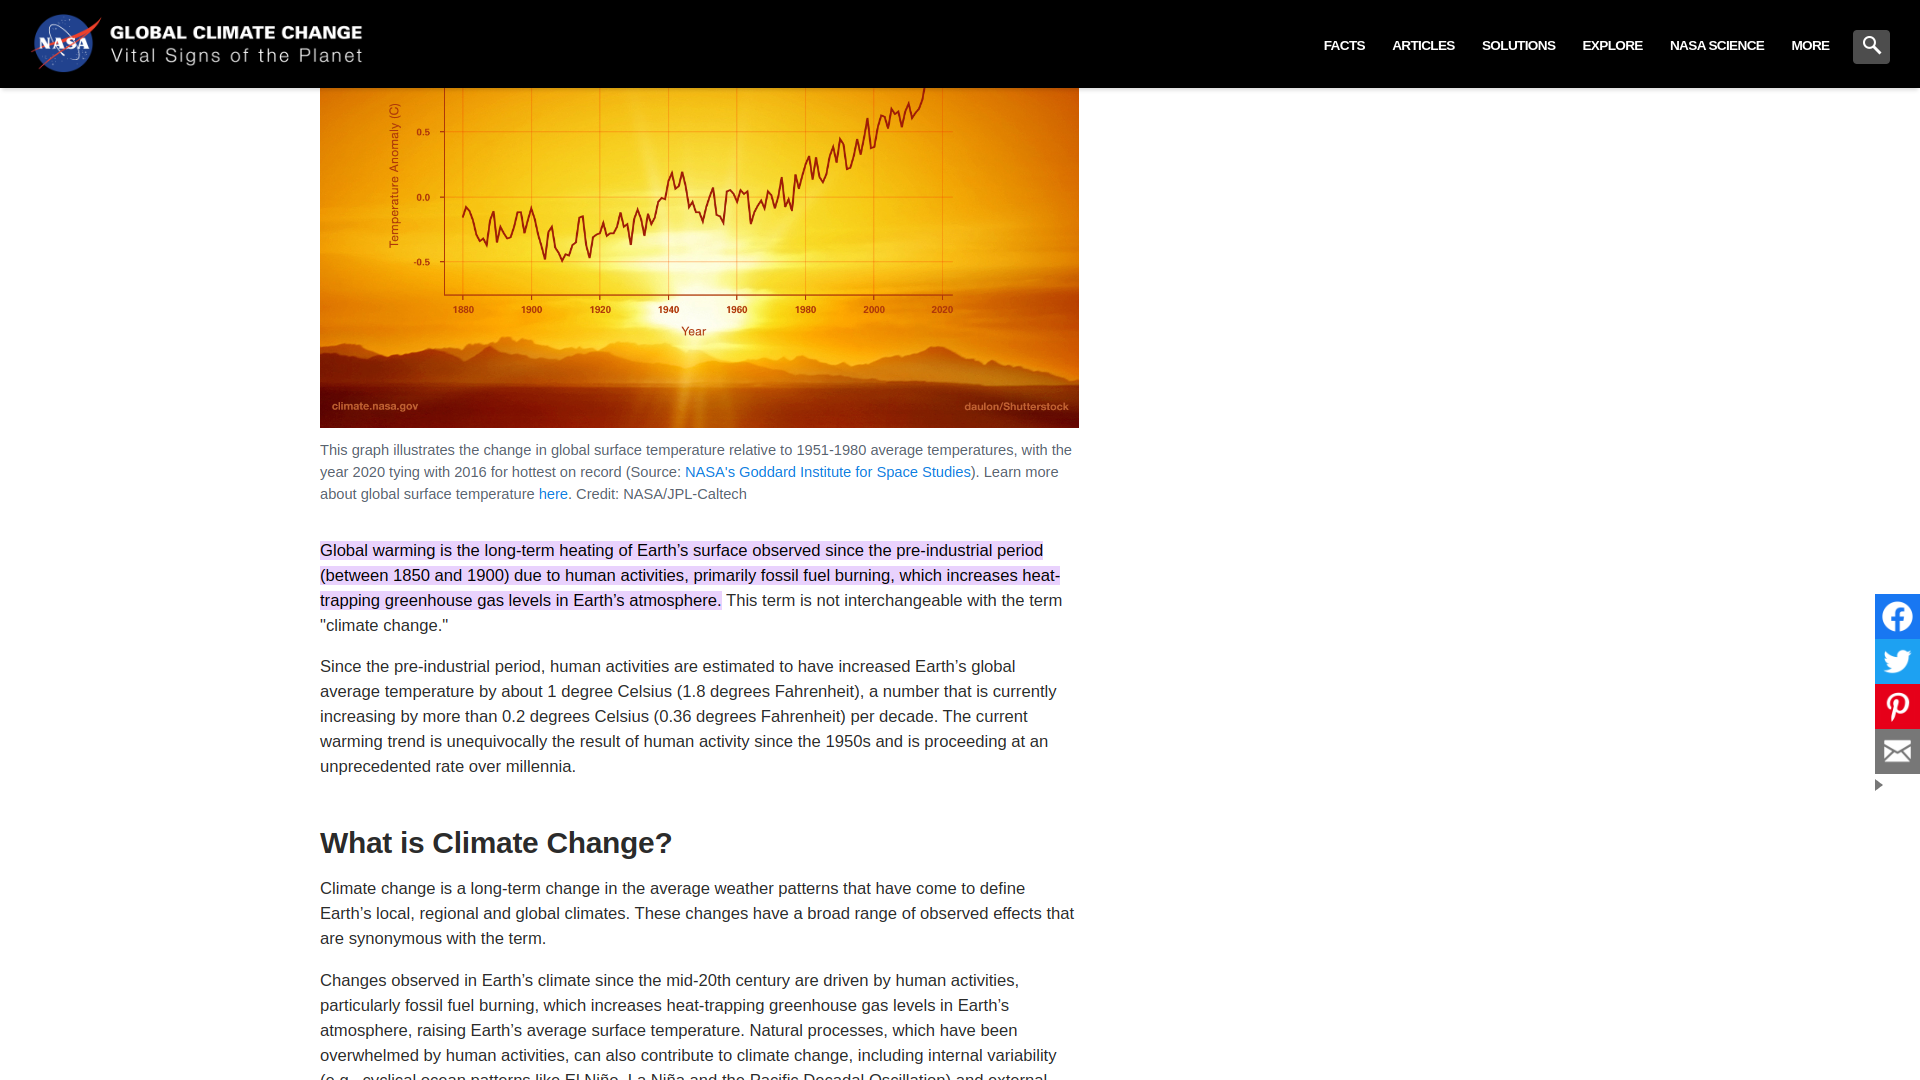 NASA
GLOBAL CLIMATE CHANGE
Vital Signs of the Planet
FACTS ARTICLES SOLUTIONS EXPLORE NASA SCIENCE MORE
Temperature Anomaly (C)
0.5
0.0
-0.5
1880 1900 1920 1940 1960 1980 2000 2020
Year
climate.nasa.gov daulon/Shutterstock
This graph illustrates the change in global surface temperature relative to 1951-1980 average temperatures, with the
year 2020 tying with 2016 for hottest on record (Source: NASA's Goddard Institute for Space Studies). Learn more
about global surface temperature here. Credit: NASA/JPL-Caltech
Global warming is the long-term heating of Earth’s surface observed since the pre-industrial period
(between 1850 and 1900) due to human activities, primarily fossil fuel burning, which increases heat-
trapping greenhouse gas levels in Earth’s atmosphere. This term is not interchangeable with the term
"climate change."
Since the pre-industrial period, human activities are estimated to have increased Earth’s global
average temperature by about 1 degree Celsius (1.8 degrees Fahrenheit), a number that is currently
increasing by more than 0.2 degrees Celsius (0.36 degrees Fahrenheit) per decade. The current
warming trend is unequivocally the result of human activity since the 1950s and is proceeding at an
unprecedented rate over millennia.
What is Climate Change?
Climate change is a long-term change in the average weather patterns that have come to define
Earth’s local, regional and global climates. These changes have a broad range of observed effects that
are synonymous with the term.
Changes observed in Earth’s climate since the mid-20th century are driven by human activities,
particularly fossil fuel burning, which increases heat-trapping greenhouse gas levels in Earth’s
atmosphere, raising Earth’s average surface temperature. Natural processes, which have been
overwhelmed by human activities, can also contribute to climate change, including internal variability
(e.g., cyclical ocean patterns like El Niño, La Niña and the Pacific Decadal Oscillation) and external